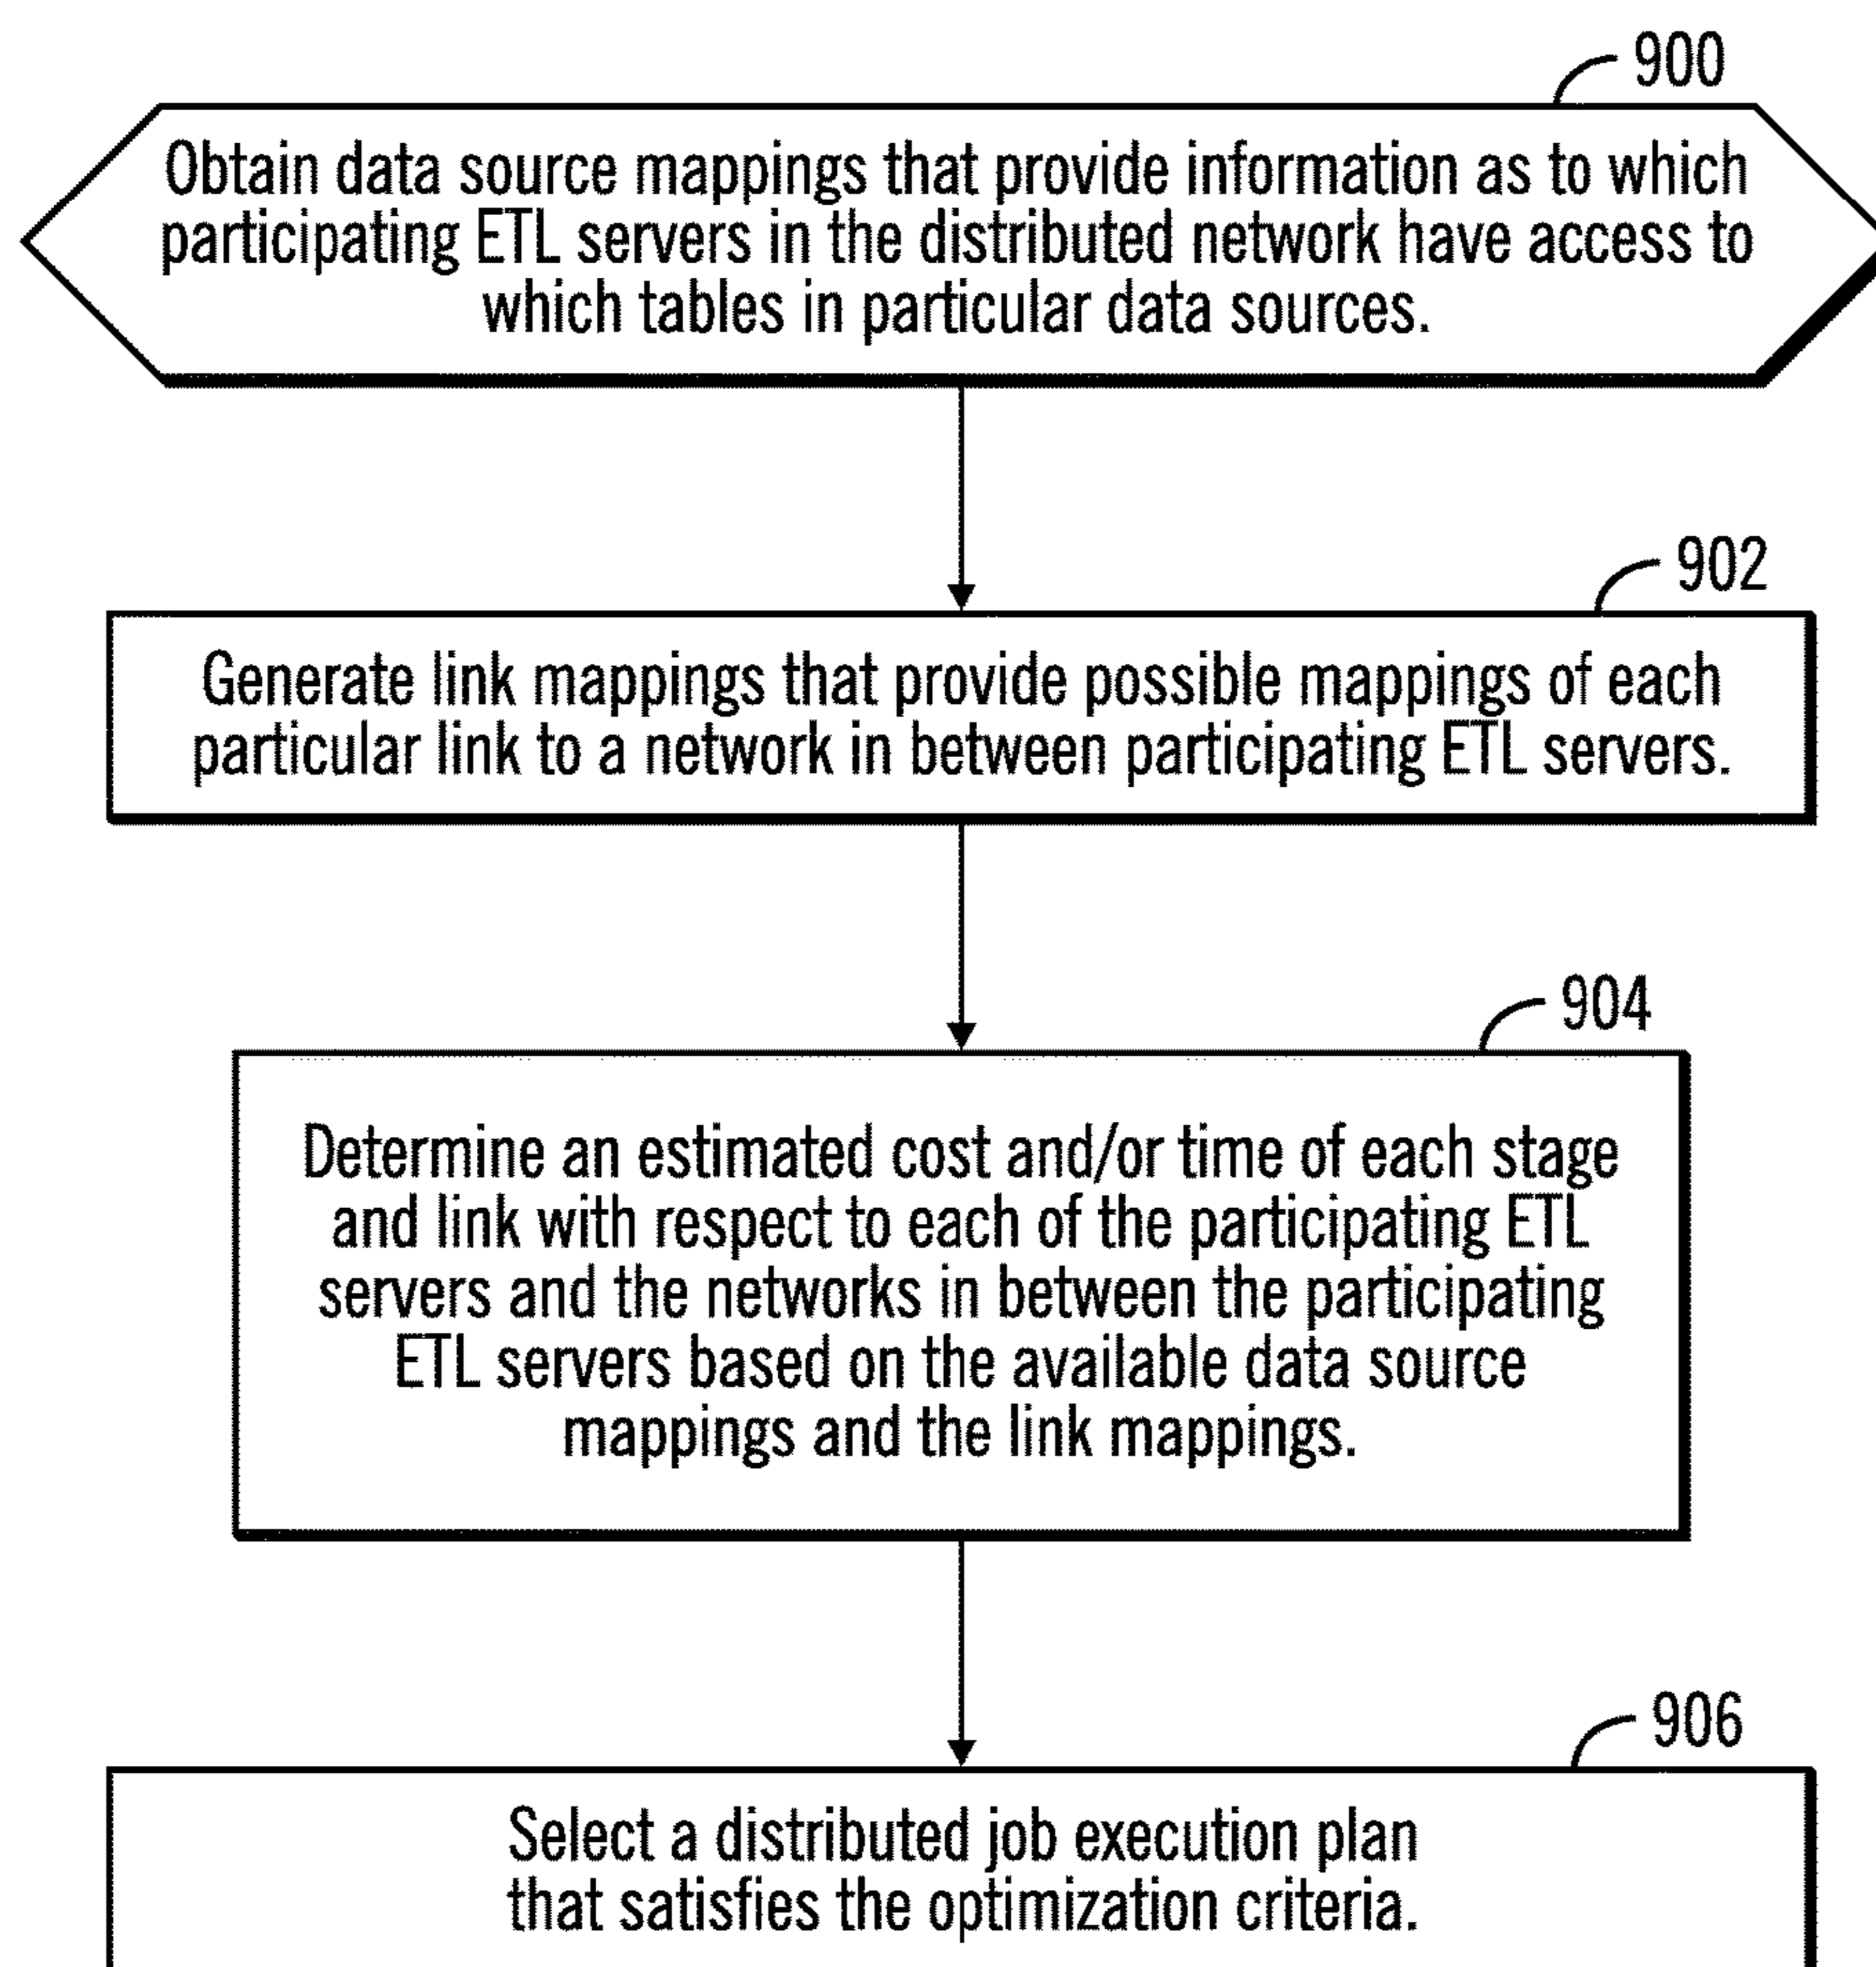 900
Obtain data source mappings that provide information as to which
participating ETL servers in the distributed network have access to
which tables in particular data sources.
902
Generate link mappings that provide possible mappings of each
particular link to a network in between participating ETL servers.
904
Determine an estimated cost and/or time of each stage
and link with respect to each of the participating ETL
servers and the networks in between the participating
ETL servers based on the available data source
mappings and the link mappings.
906
Select a distributed job execution plan
that satisfies the optimization criteria.